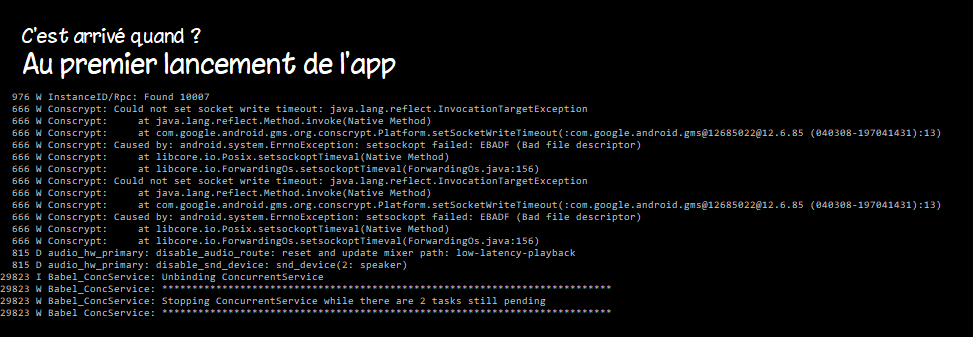 C'est arrivé quand ?
Au premier lancement de l'app
976 W InstanceID/Rpc: Found 10007
666 W Conscrypt: Could not set socket write timeout: java.lang.reflect.InvocationTargetException
666 W Conscrypt:     at java.lang.reflect.Method.invoke(Native Method)
666 W Conscrypt:     at com.google.android.gms.org.conscrypt.Platform.setSocketWriteTimeout(:com.google.android.gms@12685022@12.6.85 (040308-197041431):13)
666 W Conscrypt: Caused by: android.system.ErrnoException: setsockopt failed: EBADF (Bad file descriptor)
666 W Conscrypt:     at libcore.io.Posix.setsockoptTimeval(Native Method)
666 W Conscrypt:     at libcore.io.ForwardingOs.setsockoptTimeval(ForwardingOs.java:156)
666 W Conscrypt: Could not set socket write timeout: java.lang.reflect.InvocationTargetException
666 W Conscrypt:     at java.lang.reflect.Method.invoke(Native Method)
666 W Conscrypt:     at com.google.android.gms.org.conscrypt.Platform.setSocketWriteTimeout(:com.google.android.gms@12685022@12.6.85 (040308-197041431):13)
666 W Conscrypt: Caused by: android.system.ErrnoException: setsockopt failed: EBADF (Bad file descriptor)
666 W Conscrypt:     at libcore.io.Posix.setsockoptTimeval(Native Method)
666 W Conscrypt:     at libcore.io.ForwardingOs.setsockoptTimeval(ForwardingOs.java:156)
815 D audio_hw_primary: disable_audio_route: reset and update mixer path: low-latency-playback
815 D audio_hw_primary: disable_snd_device: snd_device(2: speaker)
29823 I Babel_ConcService: Unbinding ConcurrentService
29823 W Babel_ConcService: ***************************************************************************
29823 W Babel_ConcService: Stopping ConcurrentService while there are 2 tasks still pending
29823 W Babel ConcService: ***************************************************************************